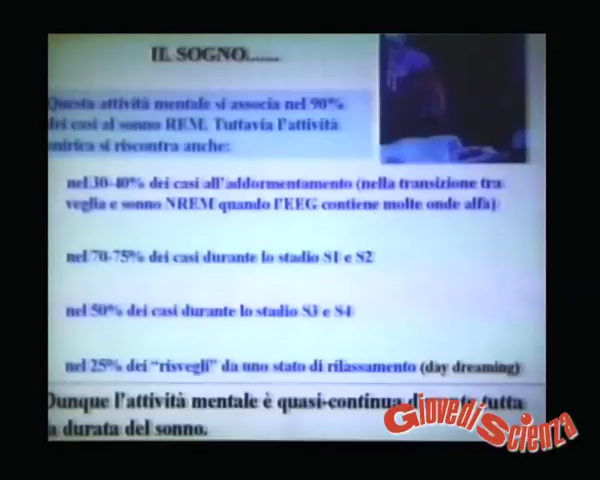 IL SOGNO......
Questa attività mentale si associa nel 90%
dei casi al sonno REM. Tuttavia l'attività
onirica si riscontra anche:
nel 30-40% dei casi all'addormentamento (nella transizione tra
veglia e sonno NREM quando l'EEG contiene molte onde alfa)
nel 70-75% dei casi durante lo stadio S1 e S2
nel 50% dei casi durante lo stadio S3 e S4
nel 25% dei "risvegli" da uno stato di rilassamento (day dreaming)
Dunque l'attività mentale è quasi-continua durante tutta
a durata del sonno.
Giovedì
Scienza